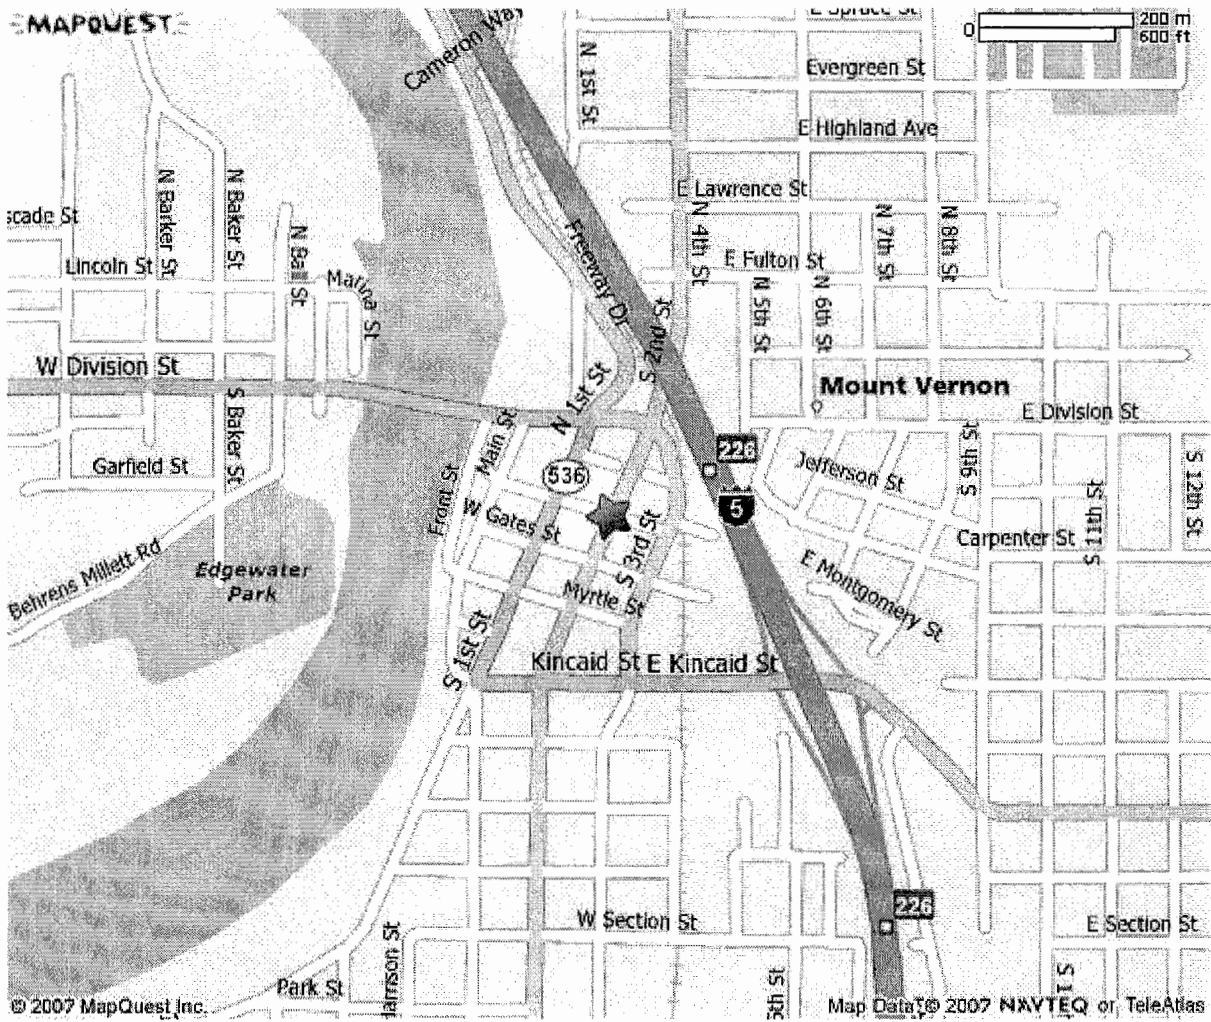 MAPQUEST
0
200 m
600 ft
Cameron Way
N 1st St
E Spruce St
Evergreen St
E Highland Ave
E Lawrence St
N Barker St
N Baker St
N Ball St
scade St
Lincoln St
Marina St
Freeway Dr
N 4th St
N 7th St
N 8th St
E Fulton St
N 5th St
N 6th St
S 2nd St
W Division St
Mount Vernon
N 1st St
E Division St
S Baker St
Main St
Garfield St
Front St
536
226
5
Jefferson St
S 9th St
S 11th St
S 12th St
W Gates St
S 3rd St
Carpenter St
E Montgomery St
Behrens Millett Rd
Edgewater
Park
Myrtle St
S 1st St
Kincaid St
E Kincaid St
226
W Section St
E Section St
Park St
Harrison St
© 2007 MapQuest Inc.
Map Data © 2007 NAVTEQ or TeleAtlas